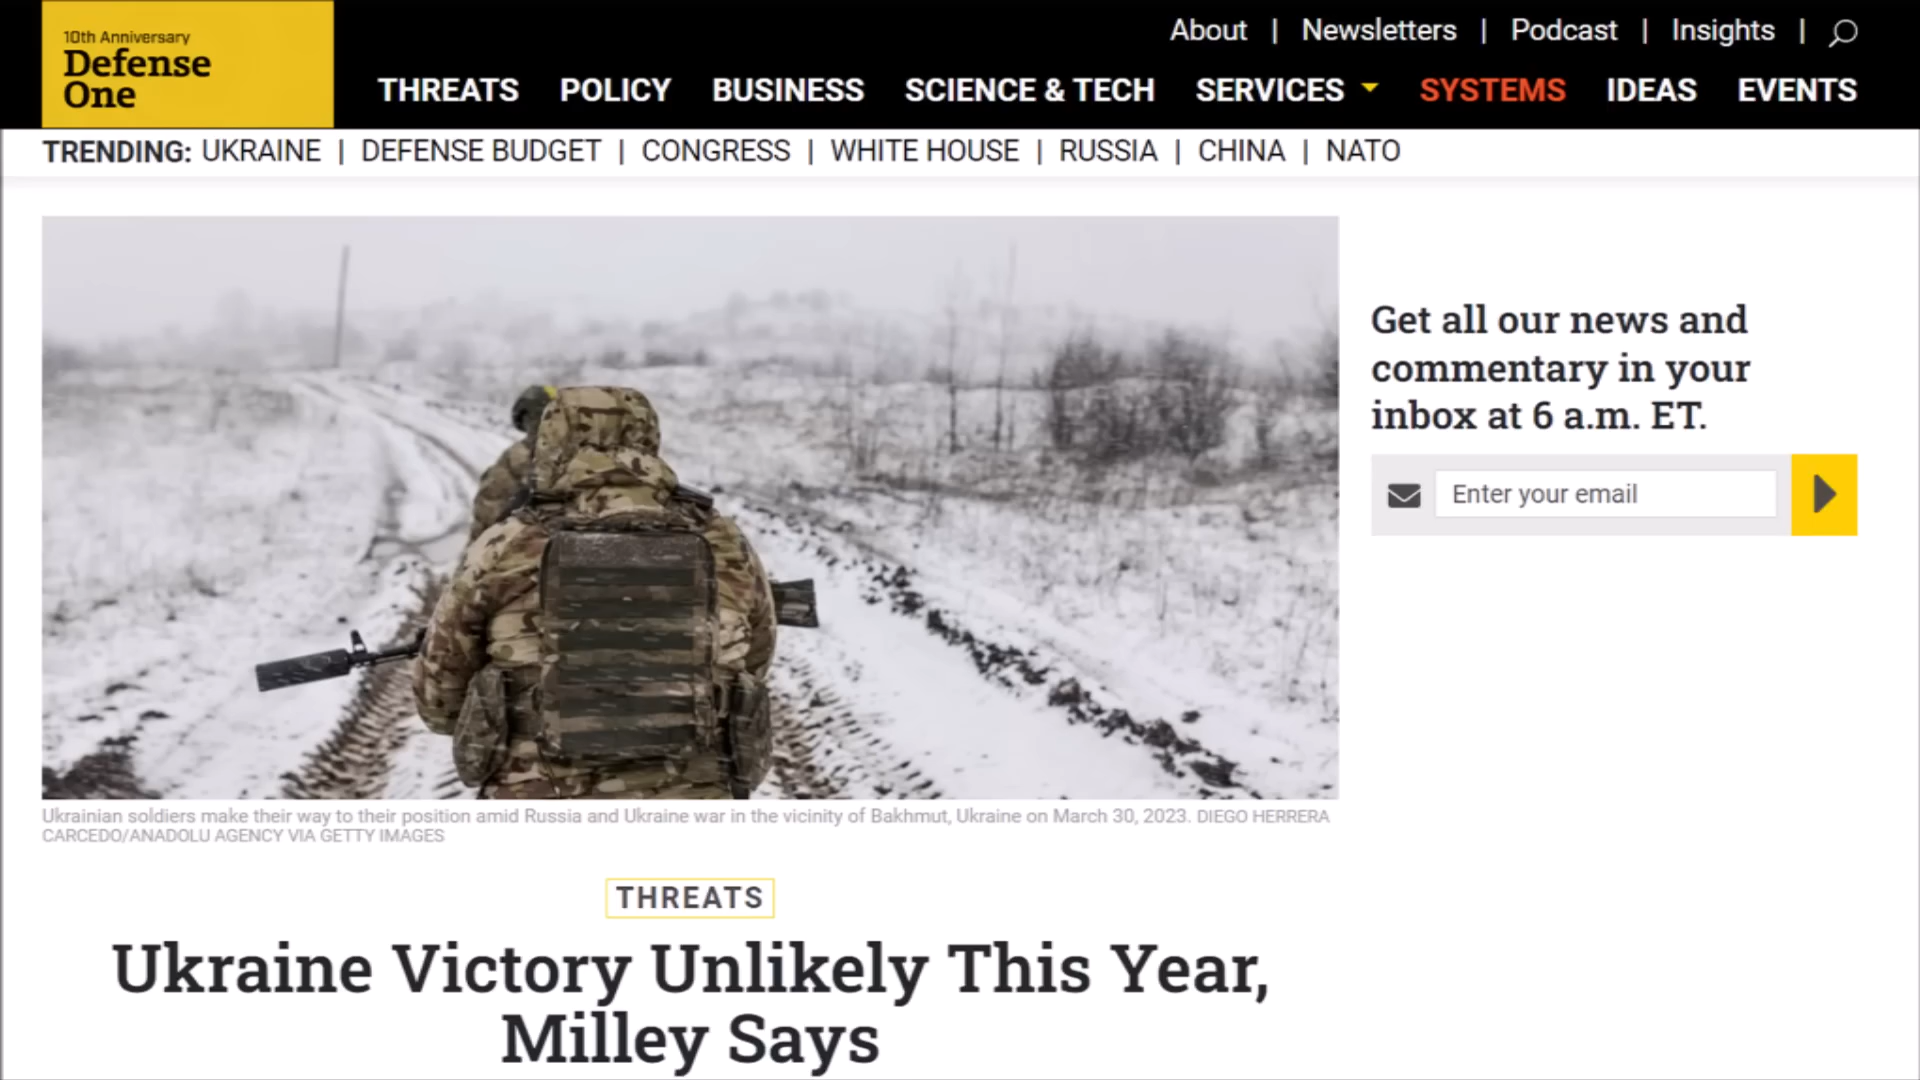 10th Anniversary
Defense
One
About | Newsletters | Podcast | Insights |
THREATS POLICY BUSINESS SCIENCE & TECH SERVICES SYSTEMS IDEAS EVENTS
TRENDING: UKRAINE | DEFENSE BUDGET | CONGRESS | WHITE HOUSE | RUSSIA | CHINA | NATO
Get all our news and
commentary in your
inbox at 6 a.m. ET.
Enter your email
Ukrainian soldiers make their way to their position amid Russia and Ukraine war in the vicinity of Bakhmut, Ukraine on March 30, 2023. DIEGO HERRERA
CARCEDO/ANADOLU AGENCY VIA GETTY IMAGES
THREATS
Ukraine Victory Unlikely This Year,
Milley Says